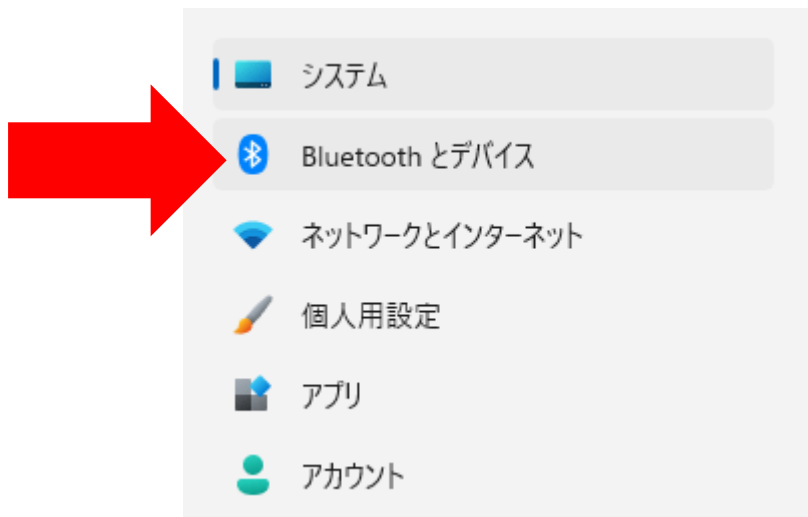 システム
Bluetooth とデバイス
ネットワークとインターネット
個人用設定
アプリ
アカウント